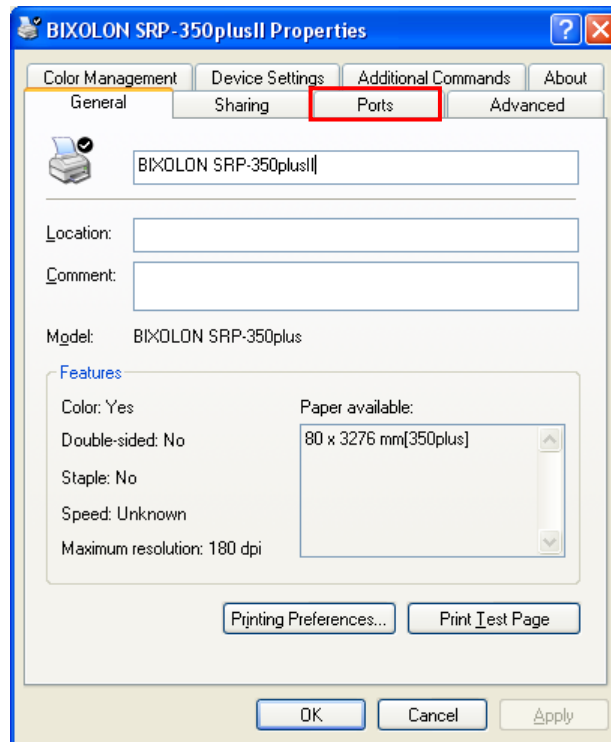 BIXOLON SRP-350plusII Properties
Color Management Device Settings Additional Commands About
General Sharing Ports Advanced
BIXOLON SRP-350plusII
Location:
Comment:
Model: BIXOLON SRP-350plus
Features
Color: Yes Paper available:
Double-sided: No 80 x 3276 mm[350plus]
Staple: No
Speed: Unknown
Maximum resolution: 180 dpi
Printing Preferences... Print Test Page
OK Cancel Apply